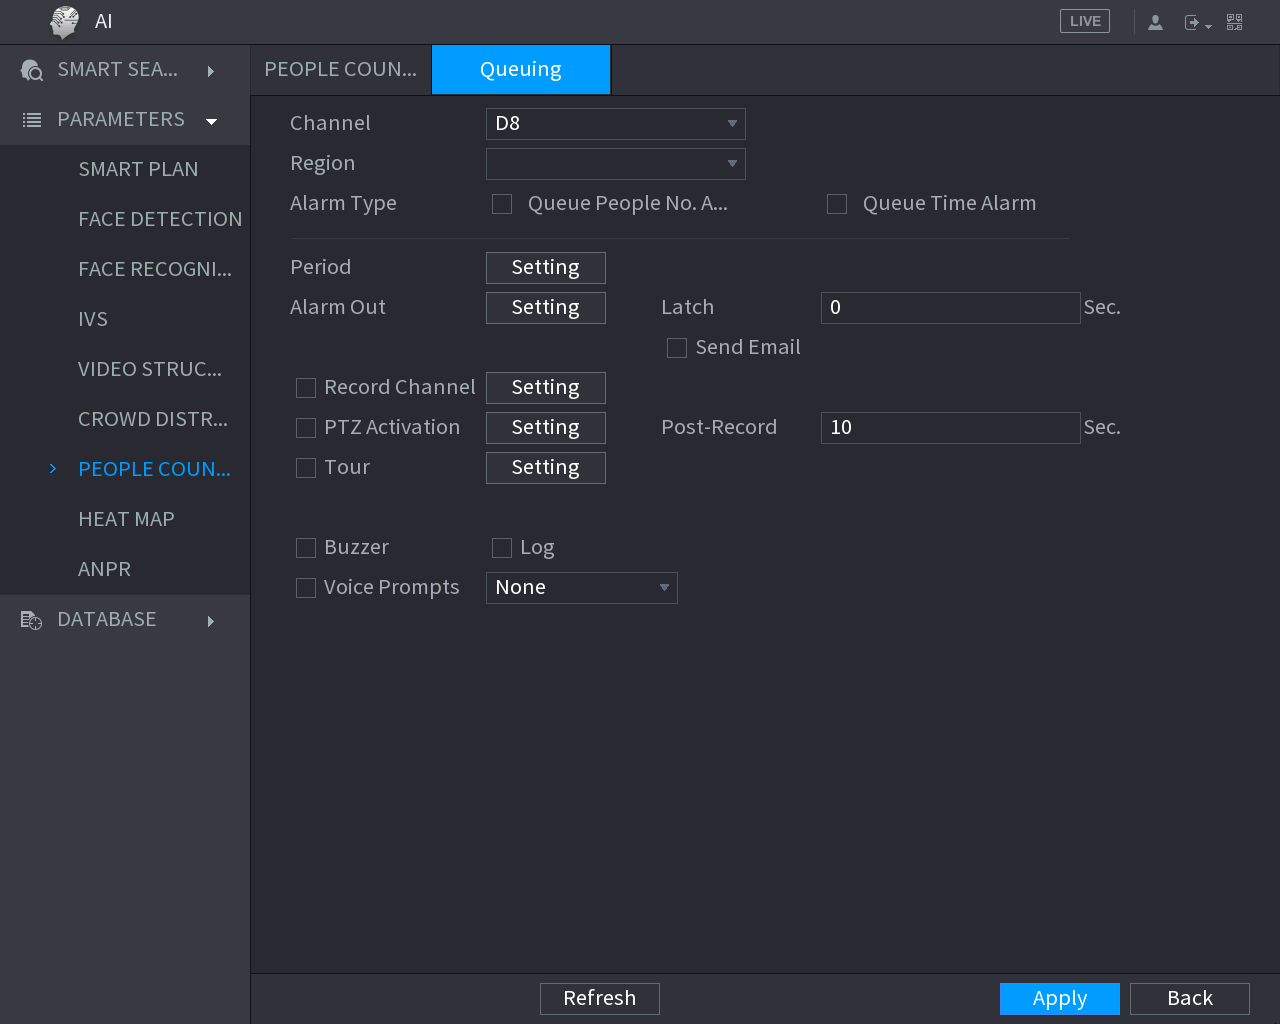 AI
LIVE
SMART SEA...
PARAMETERS
SMART PLAN
FACE DETECTION
FACE RECOGNI...
IVS
VIDEO STRUC...
CROWD DISTR...
PEOPLE COUN...
HEAT MAP
ANPR
DATABASE
PEOPLE COUN... Queuing
Channel D8
Region
Alarm Type Queue People No. A... Queue Time Alarm
Period Setting
Alarm Out Setting Latch 0 Sec.
Send Email
Record Channel Setting
PTZ Activation Setting Post-Record 10 Sec.
Tour Setting
Buzzer Log
Voice Prompts None
Refresh Apply Back